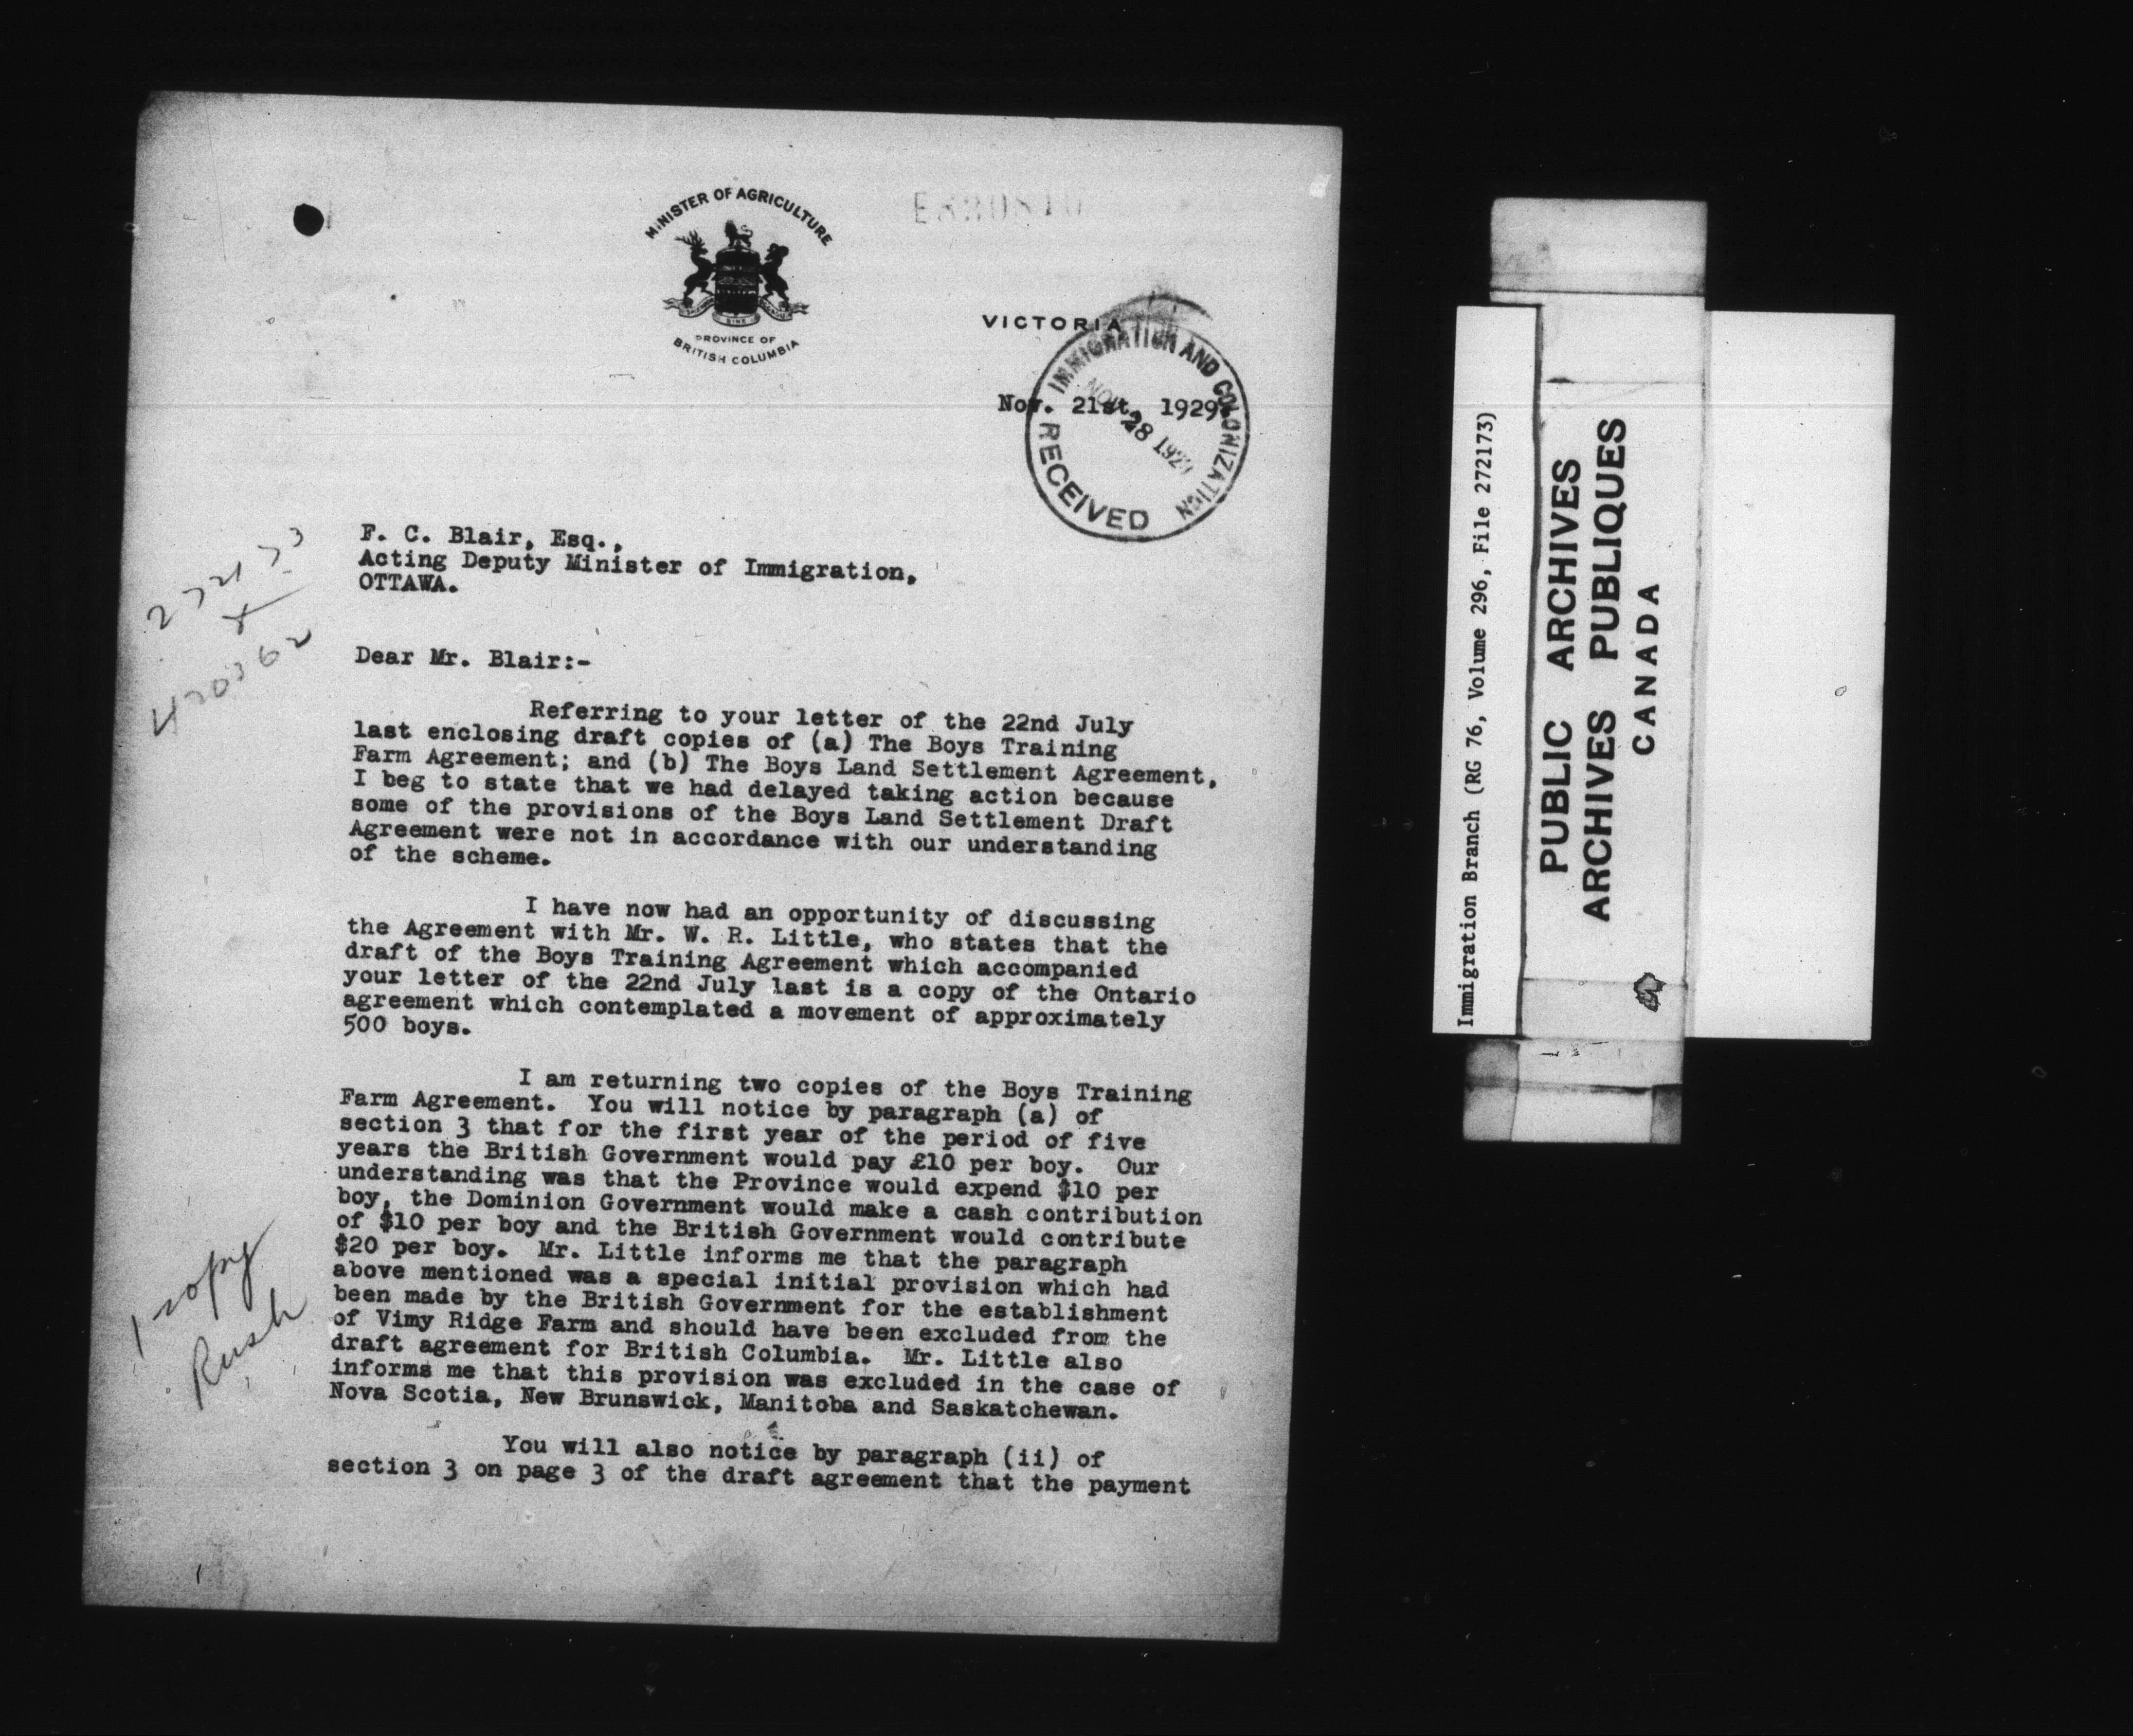 MINISTER OF AGRICULTURE
PROVINCE OF
BRITISH COLUMBIA
VICTORIA
IMMIGRATION AND COLONIZATION
NOV 28 1929
RECEIVED
Nov. 21st, 1929.
272173
F. C. Blair, Esq.,
Acting Deputy Minister of Immigration,
OTTAWA.
Dear Mr. Blair:-
Referring to your letter of the 22nd July
last enclosing draft copies of (a) The Boys Training
Farm Agreement; and (b) The Boys Land Settlement Agreement,
I beg to state that we had delayed taking action because
some of the provisions of the Boys Land Settlement Draft
Agreement were not in accordance with our understanding
of the scheme.
I have now had an opportunity of discussing
the Agreement with Mr. W. R. Little, who states that the
draft of the Boys Training Agreement which accompanied
your letter of the 22nd July last is a copy of the Ontario
agreement which contemplated a movement of approximately
500 boys.
I am returning two copies of the Boys Training
Farm Agreement. You will notice by paragraph (a) of
section 3 that for the first year of the period of five
years the British Government would pay £10 per boy. Our
understanding was that the Province would expend $10 per
boy, the Dominion Government would make a cash contribution
of $10 per boy and the British Government would contribute
$20 per boy. Mr. Little informs me that the paragraph
above mentioned was a special initial provision which had
been made by the British Government for the establishment
of Vimy Ridge Farm and should have been excluded from the
draft agreement for British Columbia. Mr. Little also
informs me that this provision was excluded in the case of
Nova Scotia, New Brunswick, Manitoba and Saskatchewan.
You will also notice by paragraph (ii) of
section 3 on page 3 of the draft agreement that the payment
1 copy
Rush
Immigration Branch (RG 76, Volume 296, File 272173)
PUBLIC ARCHIVES
ARCHIVES PUBLIQUES
CANADA